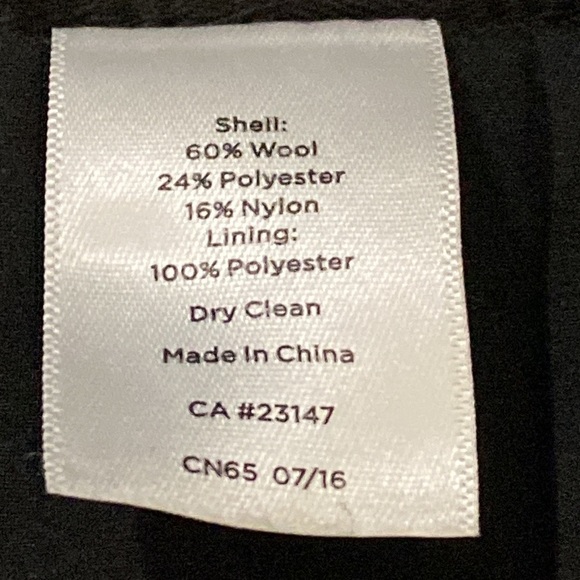 Shell:
60% Wool
24% Polyester
16% Nylon
Lining:
100% Polyester
Dry Clean
Made In China
CA #23147
CN65 07/16